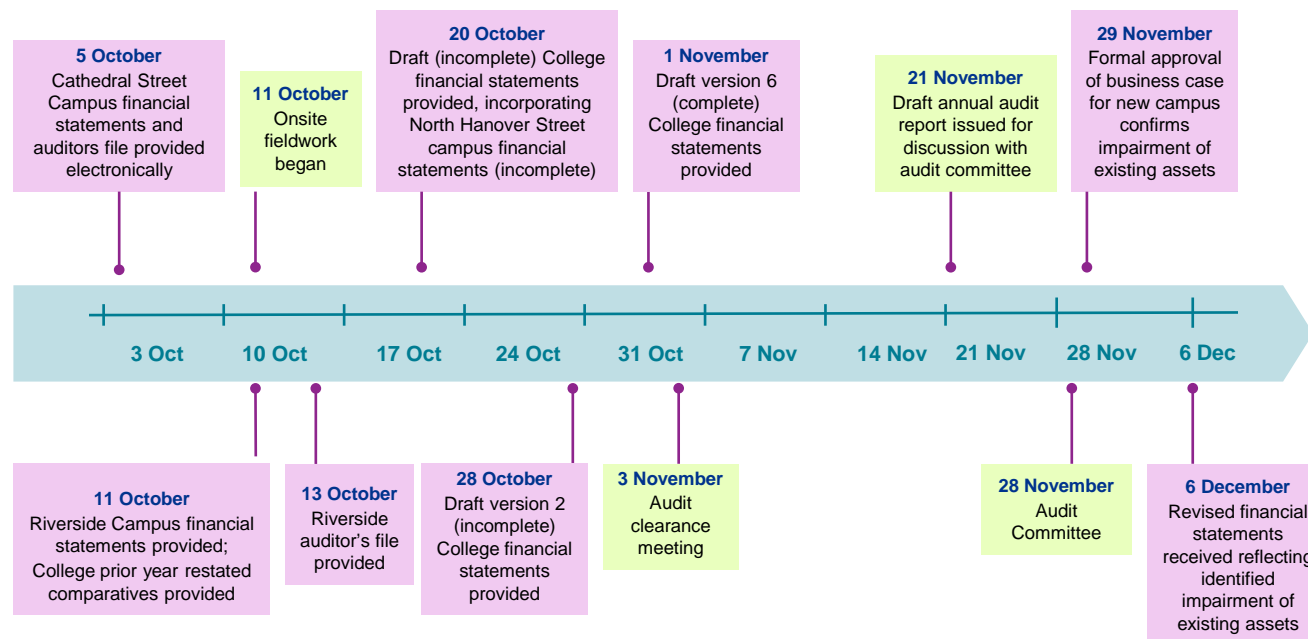 5 October
Cathedral Street
Campus financial
statements and
auditors file provided
electronically
11 October
Onsite
fieldwork
began
20 October
Draft (incomplete) College
financial statements
provided, incorporating
North Hanover Street
campus financial
statements (incomplete)
1 November
Draft version 6
(complete)
College financial
statements
provided
21 November
Draft annual audit
report issued for
discussion with
audit committee
29 November
Formal approval
of business case
for new campus
confirms
impairment of
existing assets
3 Oct
10 Oct
17 Oct
24 Oct
31 Oct
7 Nov
14 Nov
21 Nov
28 Nov
6 Dec
11 October
Riverside Campus financial
statements provided;
College prior year restated
comparatives provided
13 October
Riverside
auditor's file
provided
28 October
Draft version 2
(incomplete)
College financial
statements
provided
3 November
Audit
clearance
meeting
28 November
Audit
Committee
6 December
Revised financial
statements
received reflecting
identified
impairment of
existing assets